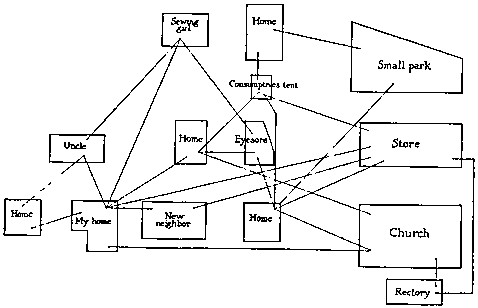 Sewing
girl
Home
Small park
Consumptives tent
Home
Eyesore
Store
Uncle
Home
My home
New
neighbor
Home
Church
Rectory